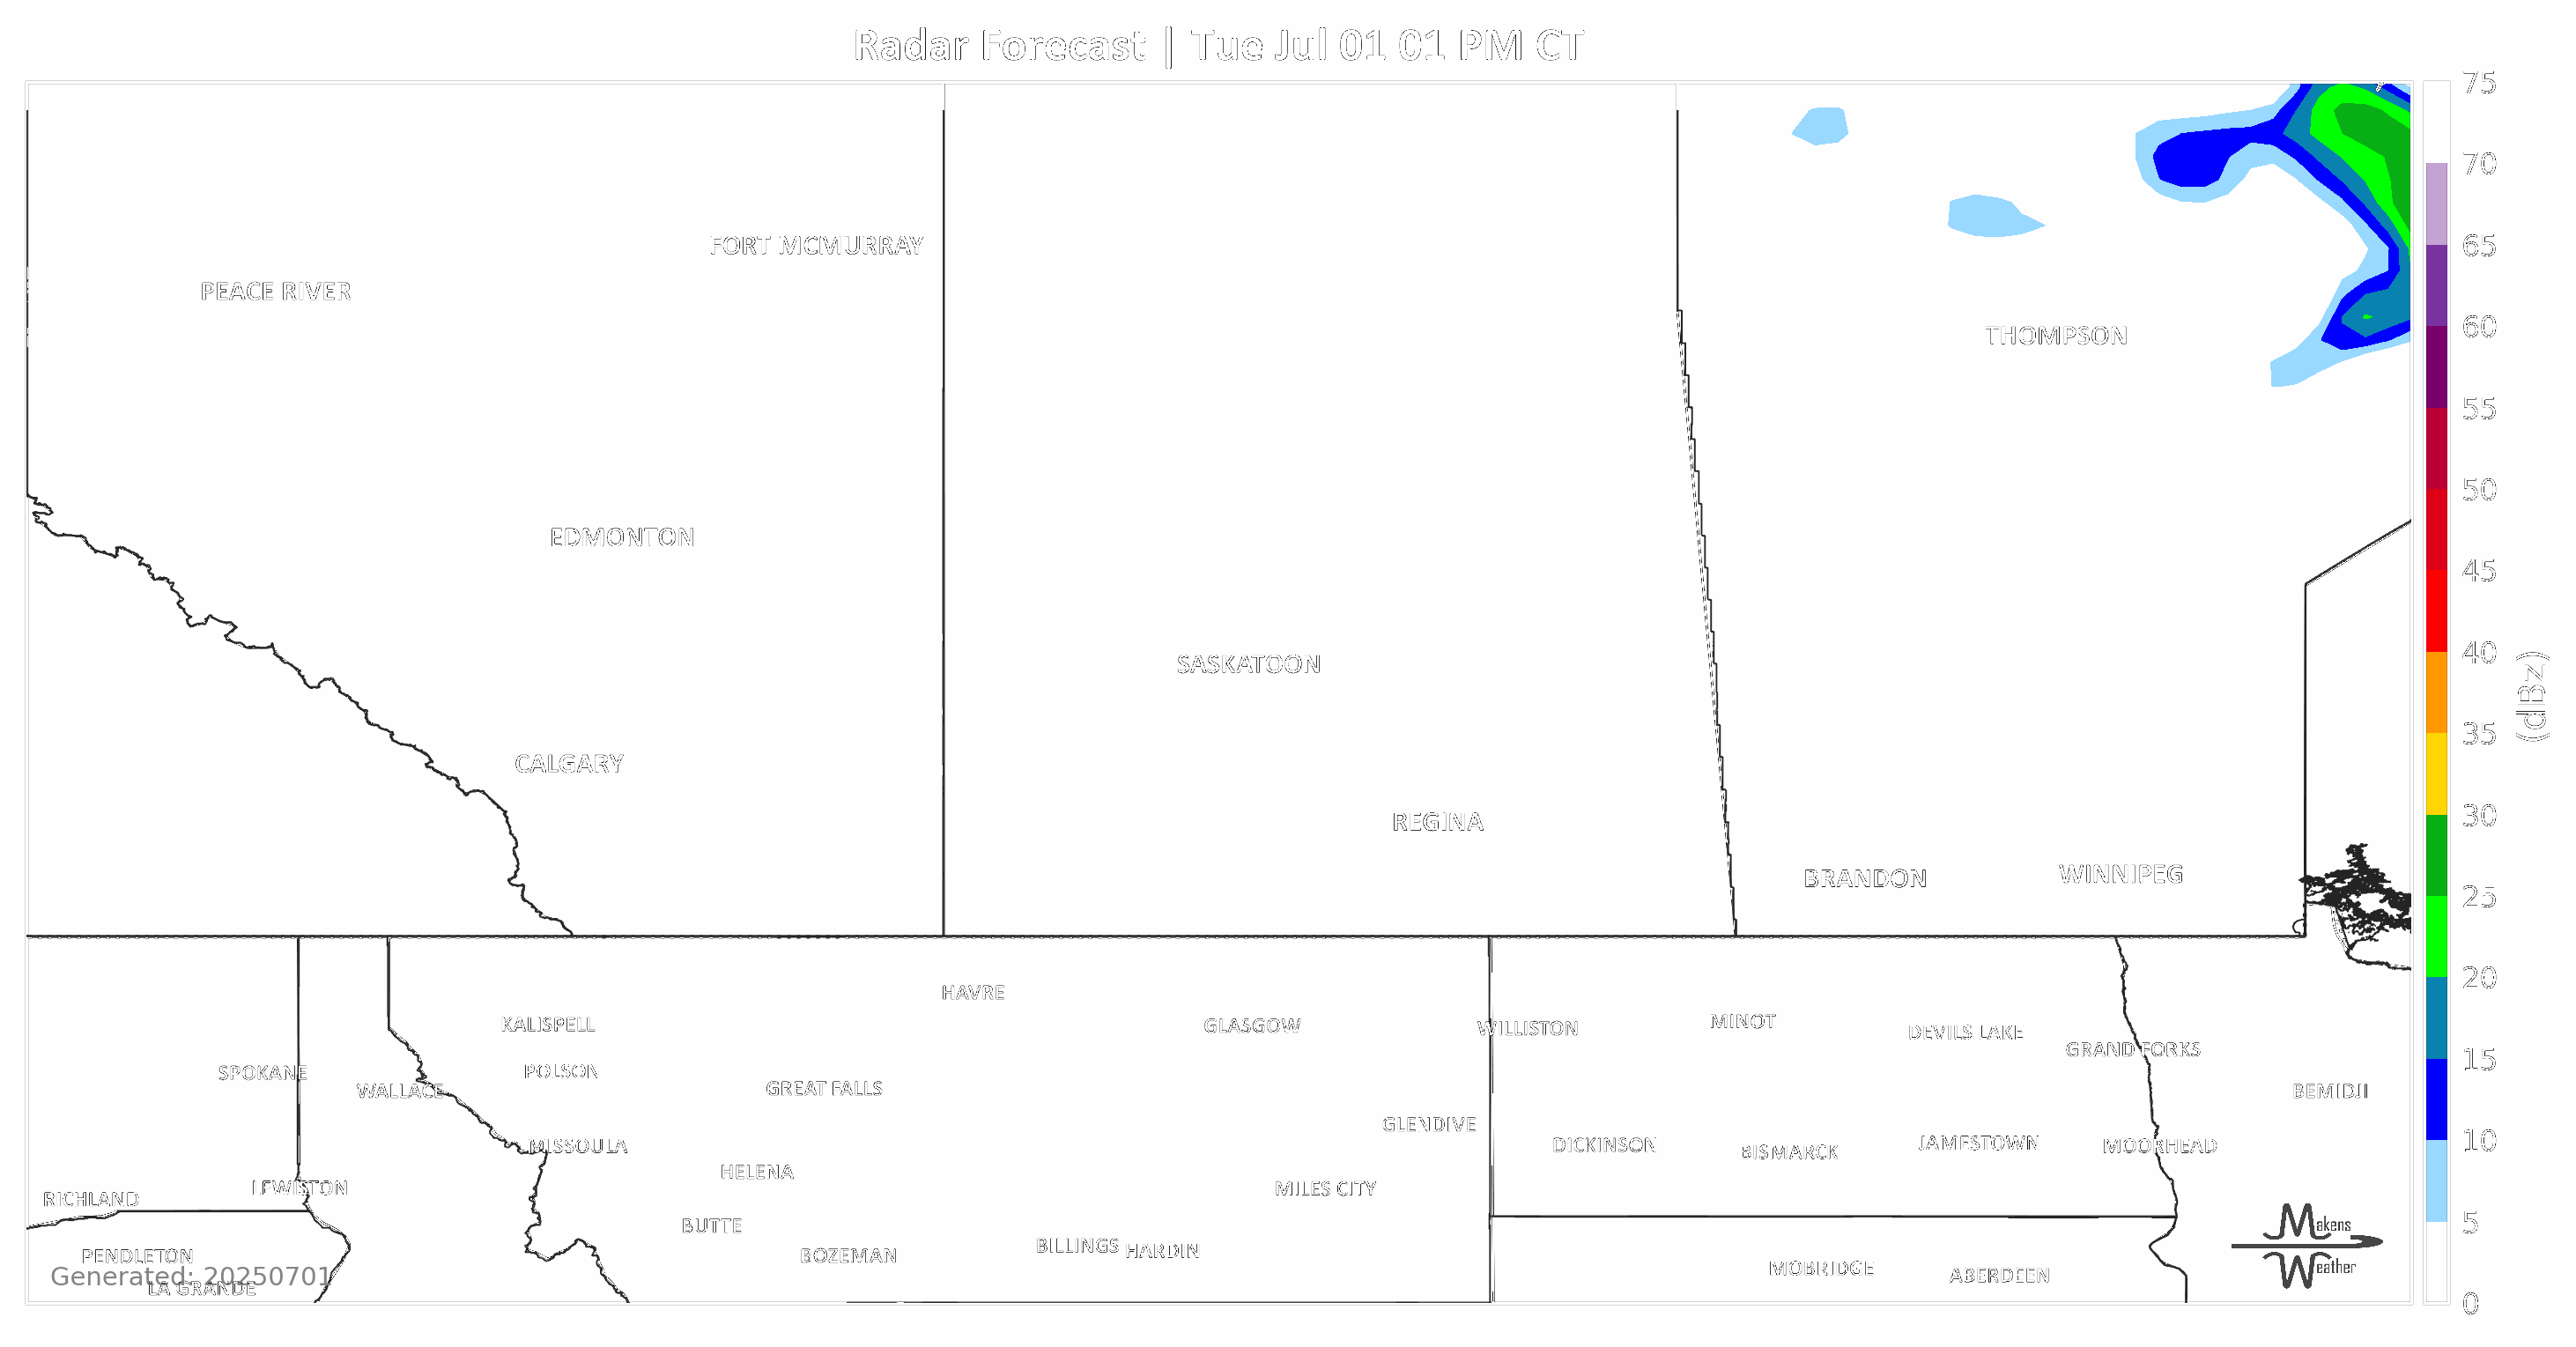 Radar Forecast | Tue Jul 01 01 PM CT
75
70
FORT MCMURRAY
65
PEACE RIVER
60
THOMPSON
55
50
EDMONTON
45
40
SASKATOON
(dBz)
35
CALGARY
30
REGINA
BRANDON
WINNIPEG
25
20
HAVRE
KALISPELL
GLASGOW
WILLISTON
MINOT
DEVILS LAKE
GRAND FORKS
15
SPOKANE
POLSON
WALLACE
GREAT FALLS
BEMIDJI
GLENDIVE
10
MISSOULA
DICKINSON
BISMARCK
JAMESTOWN
MOORHEAD
HELENA
LEWISTON
MILES CITY
RICHLAND
BUTTE
5
Makens
Weather
BILLINGS
HARDIN
PENDLETON
BOZEMAN
MOBRIDGE
ABERDEEN
Generated: 20250701
LA GRANDE
0